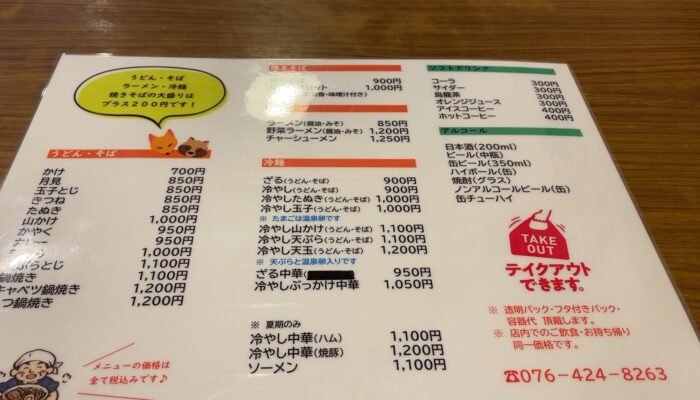 うどん・そば
ラーメン・冷麺
焼きそばの大盛りは
プラス200円です!
うどん・そば
かけ 700円
月見 850円
玉子とじ 850円
きつね 850円
たぬき 850円
山かけ 1,000円
かやく 950円
950円
1,000円
とじ 1,100円
鍋焼き 1,100円
キャベツ鍋焼き 1,200円
つ鍋焼き 1,200円
メニューの価格は
全て税込みです♪
焼きそば
900円
セット 1,000円
味噌汁付き)
ラーメン(醤油・みそ) 850円
野菜ラーメン(醤油・みそ) 1,200円
チャーシューメン 1,250円
冷麺
ざる(うどん・そば) 900円
冷やし(うどん・そば) 900円
冷やしたぬき(うどん・そば) 1,000円
冷やし玉子(うどん・そば) 1,000円
※ たまごは温泉卵です
冷やし山かけ(うどん・そば) 1,100円
冷やし天ぷら(うどん・そば) 1,100円
冷やし天玉(うどん・そば) 1,200円
※ 天ぷらと温泉卵入りです
ざる中華 950円
冷やしぶっかけ中華 1,050円
※ 夏期のみ
冷やし中華(ハム) 1,100円
冷やし中華(焼豚) 1,200円
ソーメン 1,100円
ソフトドリンク
コーラ 300円
サイダー 300円
烏龍茶 300円
オレンジジュース 300円
アイスコーヒー 400円
ホットコーヒー 400円
アルコール
日本酒(200ml)
ビール(中瓶)
缶ビール(350ml)
ハイボール(缶)
焼酎(グラス)
ノンアルコールビール(缶)
缶チューハイ
TAKE
OUT
テイクアウト
できます。
※ 透明パック・フタ付きパック・
容器代 頂戴します。
※ 店内でのご飲食・お持ち帰り
同一価格です。
☎076-424-8263